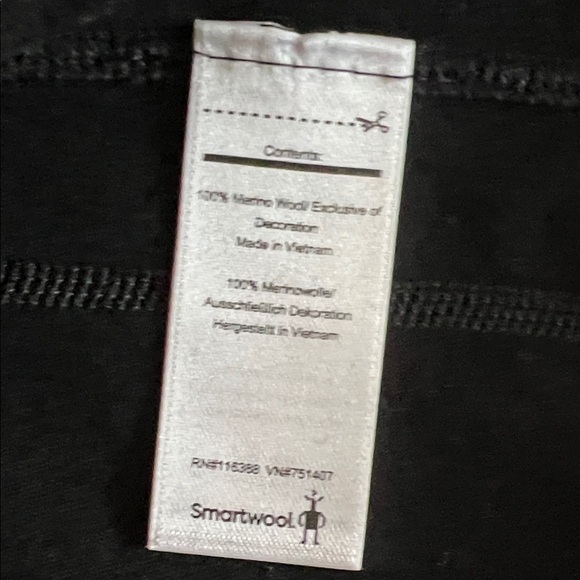 Contents:
100% Merino Wool/ Exclusive of
Decoration
Made in Vietnam
100% Merinowolle/
Ausschließlich Dekoration
Hergestellt in Vietnam
RN#116388 VN#751407
Smartwool